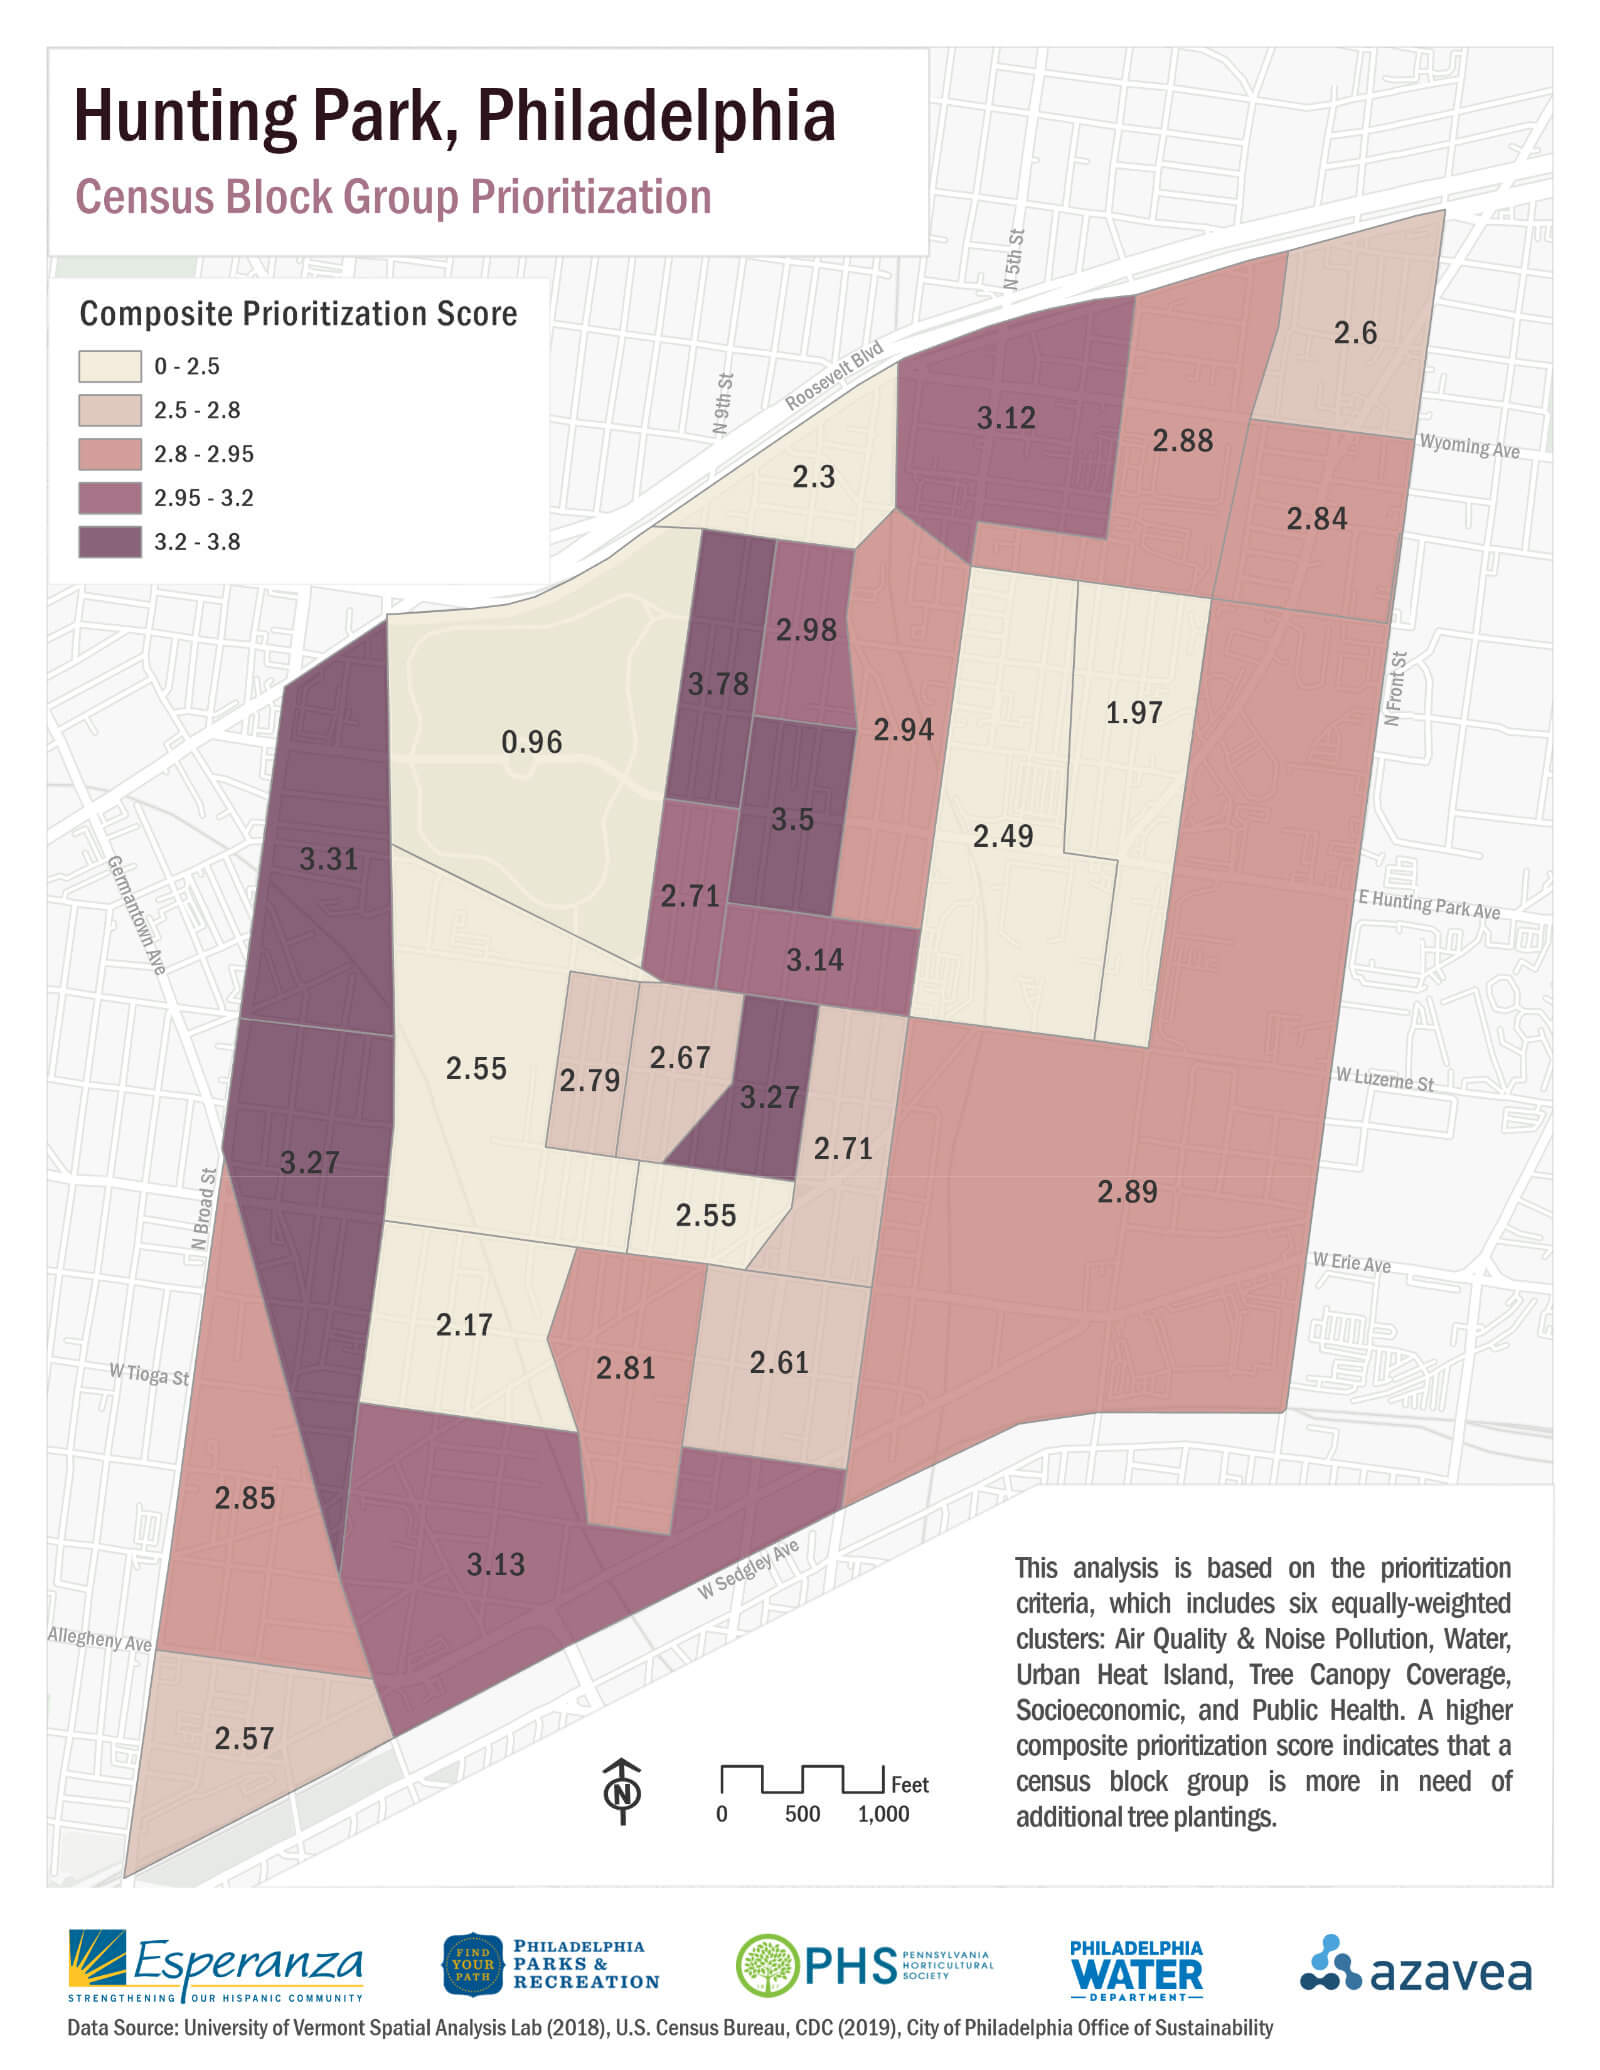 Hunting Park, Philadelphia
Census Block Group Prioritization
Composite Prioritization Score
0 - 2.5
2.5 - 2.8
2.8 - 2.95
2.95 - 3.2
3.2 - 3.8
N 5th St
Roosevelt Blvd
N 9th St
2.6
3.12
2.88
Wyoming Ave
2.3
2.84
2.98
3.78
N Front St
1.97
2.94
0.96
3.5
2.49
3.31
2.71
E Hunting Park Ave
Germantown Ave
3.14
2.55
2.67
2.79
W Luzerne St
3.27
2.71
3.27
2.89
N Broad St
2.55
W Erie Ave
2.17
2.61
2.81
W Tioga St
2.85
3.13
W Sedgley Ave
Allegheny Ave
2.57
This analysis is based on the prioritization
criteria, which includes six equally-weighted
clusters: Air Quality & Noise Pollution, Water,
Urban Heat Island, Tree Canopy Coverage,
Socioeconomic, and Public Health. A higher
composite prioritization score indicates that a
census block group is more in need of
additional tree plantings.
N
Feet
0 500 1,000
Esperanza
STRENGTHENING OUR HISPANIC COMMUNITY
FIND
YOUR
PATH
PHILADELPHIA
PARKS &
RECREATION
PHS
PENNSYLVANIA
HORTICULTURAL
SOCIETY
PHILADELPHIA
WATER
DEPARTMENT
azavea
Data Source: University of Vermont Spatial Analysis Lab (2018), U.S. Census Bureau, CDC (2019), City of Philadelphia Office of Sustainability